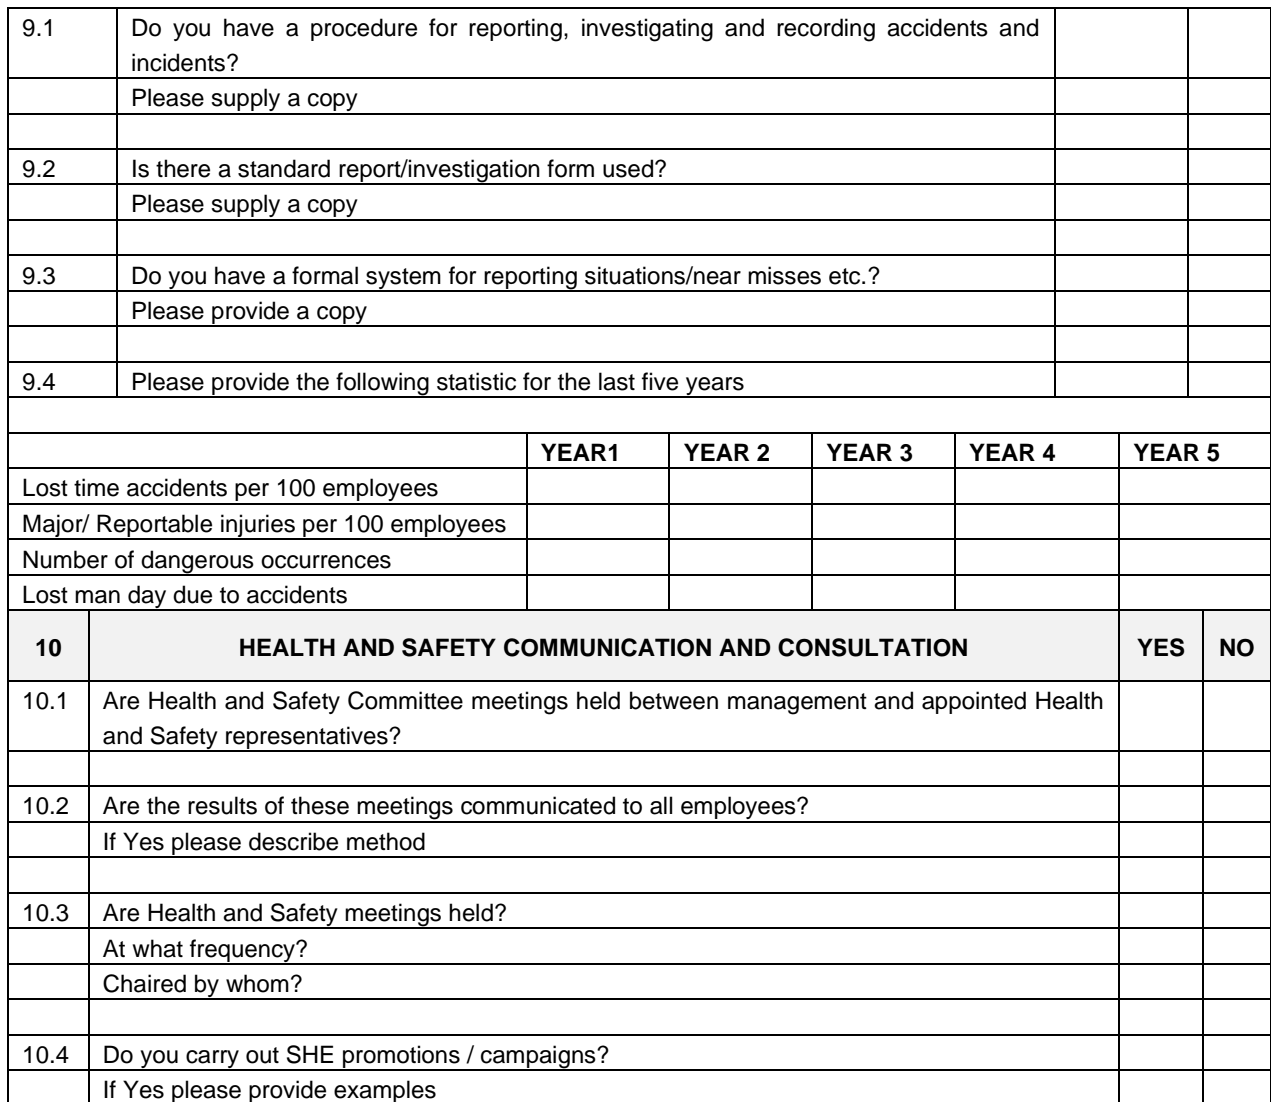 9.1 Do you have a procedure for reporting, investigating and recording accidents and
incidents?
Please supply a copy
9.2 Is there a standard report/investigation form used?
Please supply a copy
9.3 Do you have a formal system for reporting situations/near misses etc.?
Please provide a copy
9.4 Please provide the following statistic for the last five years
YEAR1 YEAR 2 YEAR 3 YEAR 4 YEAR 5
Lost time accidents per 100 employees
Major/ Reportable injuries per 100 employees
Number of dangerous occurrences
Lost man day due to accidents
10 HEALTH AND SAFETY COMMUNICATION AND CONSULTATION YES NO
10.1 Are Health and Safety Committee meetings held between management and appointed Health
and Safety representatives?
10.2 Are the results of these meetings communicated to all employees?
If Yes please describe method
10.3 Are Health and Safety meetings held?
At what frequency?
Chaired by whom?
10.4 Do you carry out SHE promotions / campaigns?
If Yes please provide examples